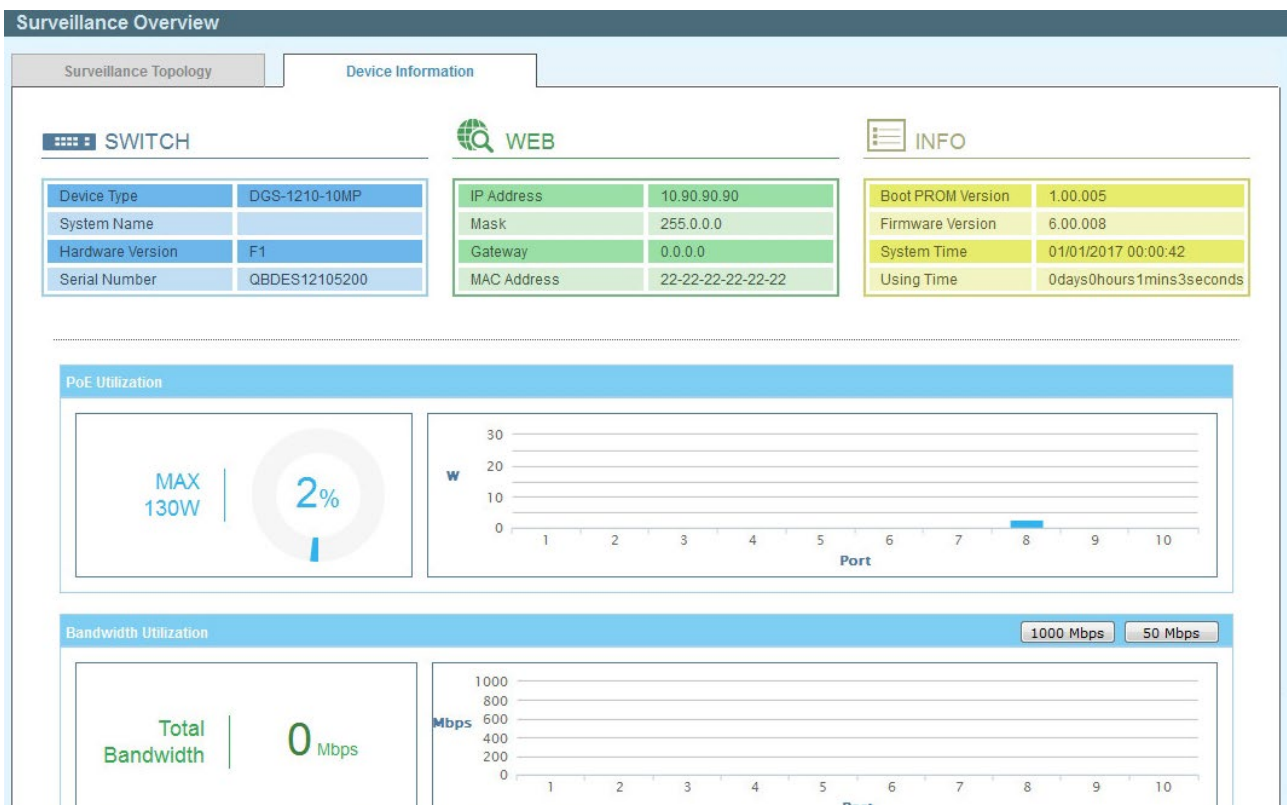 Surveillance Overview
Surveillance Topology
Device Information
SWITCH
Device Type DGS-1210-10MP
System Name
Hardware Version F1
Serial Number QBDES12105200
WEB
IP Address 10.90.90.90
Mask 255.0.0.0
Gateway 0.0.0.0
MAC Address 22-22-22-22-22-22
INFO
Boot PROM Version 1.00.005
Firmware Version 6.00.008
System Time 01/01/2017 00:00:42
Using Time 0days0hours1mins3seconds
PoE Utilization
MAX
130W
2%
30
20
W
10
0
1 2 3 4 5 6 7 8 9 10
Port
Bandwidth Utilization
1000 Mbps
50 Mbps
Total
Bandwidth
0 Mbps
1000
800
Mbps 600
400
200
0
1 2 3 4 5 6 7 8 9 10